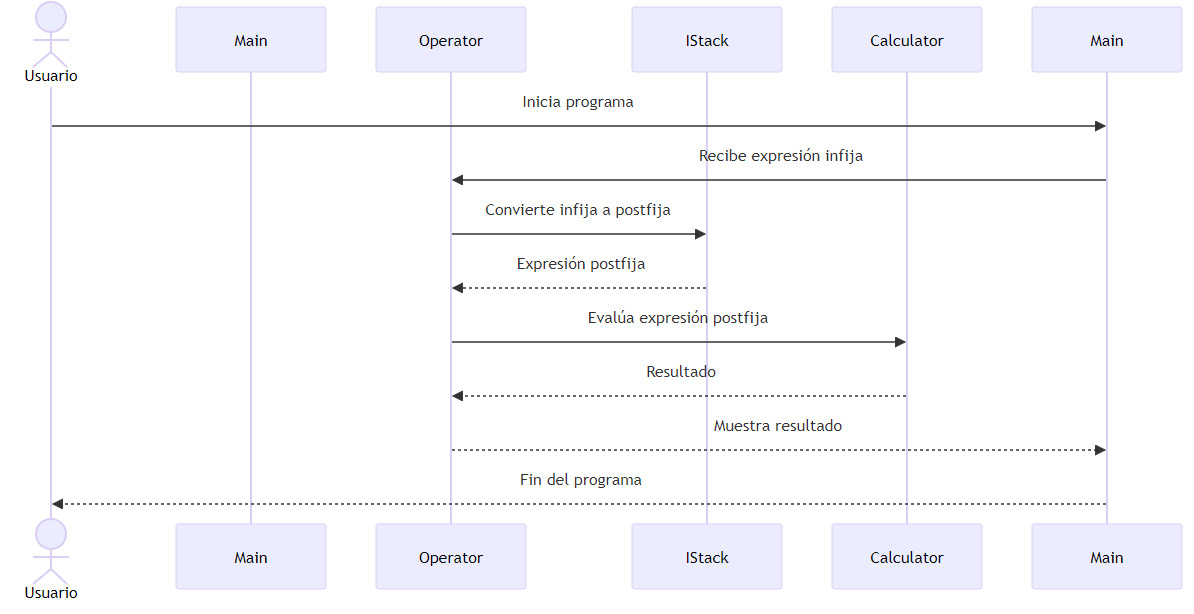 Usuario
Main
Operator
IStack
Calculator
Main
Inicia programa
Recibe expresión infija
Convierte infija a postfija
Expresión postfija
Evalúa expresión postfija
Resultado
Muestra resultado
Fin del programa
Usuario
Main
Operator
IStack
Calculator
Main